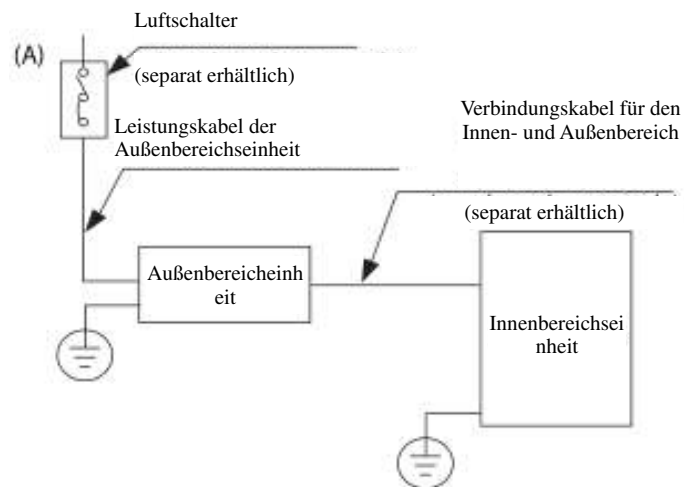 Luftschalter
(A)
(separat erhältlich)
Verbindungskabel für den
Innen- und Außenbereich
Leistungskabel der
Außenbereichseinheit
(separat erhältlich)
Außenbereicheinh
eit
Innenbereichsei
nheit